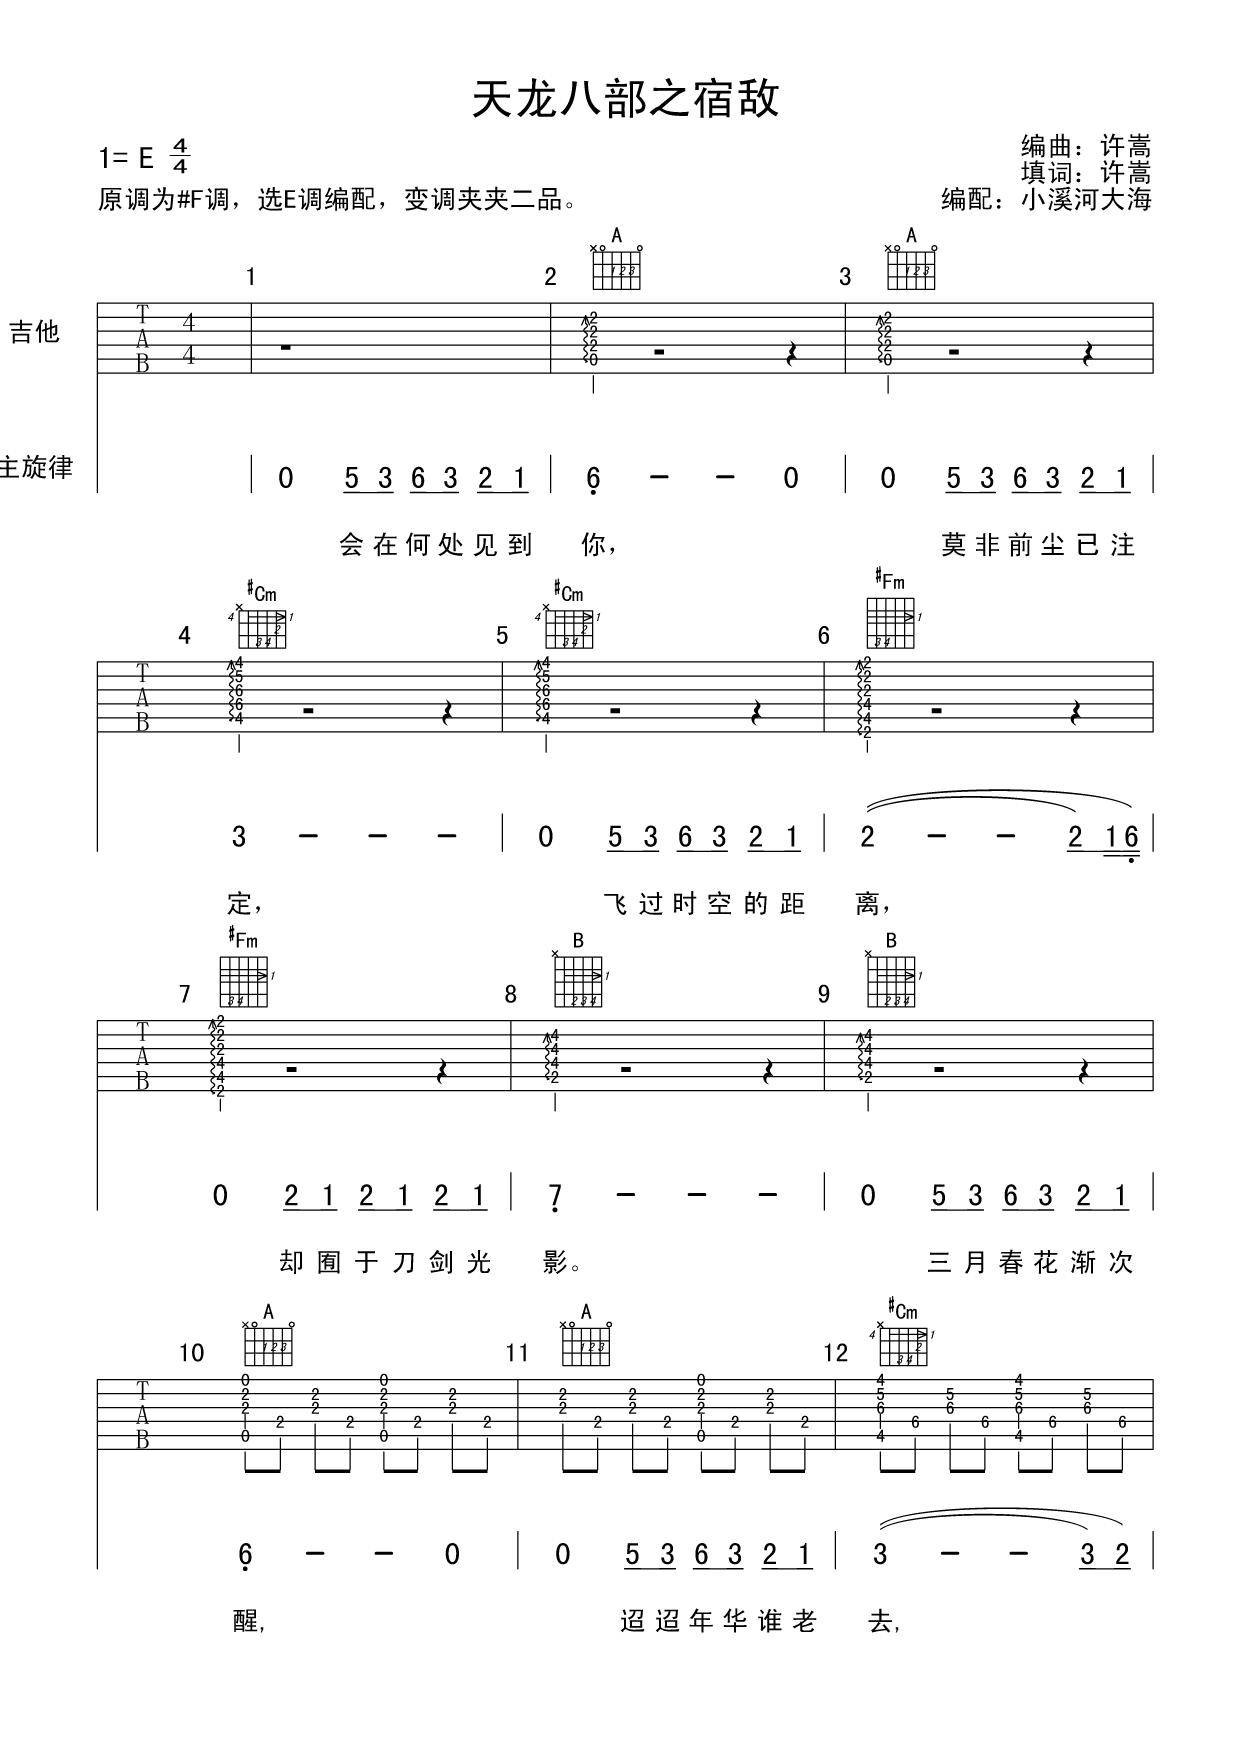 天龙八部之宿敌
1= E 4/4
编曲：许嵩
填词：许嵩
原调为#F调，选E调编配，变调夹夹二品。
编配：小溪河大海
A A
1 2 3
吉他 T A B 4/4
2 2 2 0 2 2 2 0
主旋律 0 5 3 6 3 2 1 6 - - 0 0 5 3 6 3 2 1
会在何处见到 你， 莫非前尘已注
#Cm #Cm #Fm
4 5 6
T A B 4 5 6 6 4 4 5 6 6 4 2 2 2 4 4 2
3 - - - 0 5 3 6 3 2 1 2 - - 2 1 6
定， 飞过时空的距 离，
#Fm B B
7 8 9
T A B 2 2 2 4 4 2 4 4 4 2 4 4 4 2
0 2 1 2 1 2 1 7 - - - 0 5 3 6 3 2 1
却囿于刀剑光 影。 三月春花渐次
A A #Cm
10 11 12
T A B 0 2 2 0 2 2 2 2 0 2 2 0 2 2 2 2 2 2 2 2 2 2 0 2 2 0 2 2 2 2 4 5 6 4 6 5 6 6 4 5 6 4 6 5 6 6
6 - - 0 0 5 3 6 3 2 1 3 - - 3 2
醒, 迢迢年华谁老 去,